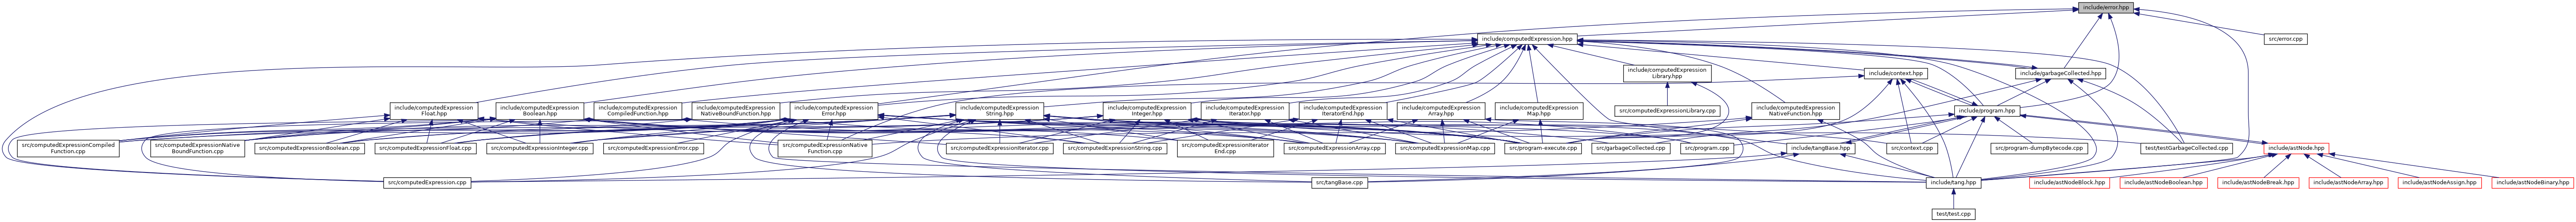 include/error.hpp
include/computedExpression.hpp
src/error.cpp
include/computedExpression
Library.hpp
include/context.hpp
include/garbageCollected.hpp
include/computedExpression
Float.hpp
include/computedExpression
Boolean.hpp
include/computedExpression
CompiledFunction.hpp
include/computedExpression
NativeBoundFunction.hpp
include/computedExpression
Error.hpp
include/computedExpression
String.hpp
include/computedExpression
Integer.hpp
include/computedExpression
Iterator.hpp
include/computedExpression
IteratorEnd.hpp
include/computedExpression
Array.hpp
include/computedExpression
Map.hpp
src/computedExpressionLibrary.cpp
include/computedExpression
NativeFunction.hpp
include/program.hpp
src/computedExpressionCompiled
Function.cpp
src/computedExpressionNative
BoundFunction.cpp
src/computedExpressionBoolean.cpp
src/computedExpressionFloat.cpp
src/computedExpressionInteger.cpp
src/computedExpressionError.cpp
src/computedExpressionNative
Function.cpp
src/computedExpressionIterator.cpp
src/computedExpressionString.cpp
src/computedExpressionIterator
End.cpp
src/computedExpressionArray.cpp
src/computedExpressionMap.cpp
src/program-execute.cpp
src/garbageCollected.cpp
src/program.cpp
include/tangBase.hpp
src/context.cpp
src/program-dumpBytecode.cpp
test/testGarbageCollected.cpp
include/astNode.hpp
src/computedExpression.cpp
src/tangBase.cpp
include/tang.hpp
include/astNodeBlock.hpp
include/astNodeBoolean.hpp
include/astNodeBreak.hpp
include/astNodeArray.hpp
include/astNodeAssign.hpp
include/astNodeBinary.hpp
test/test.cpp